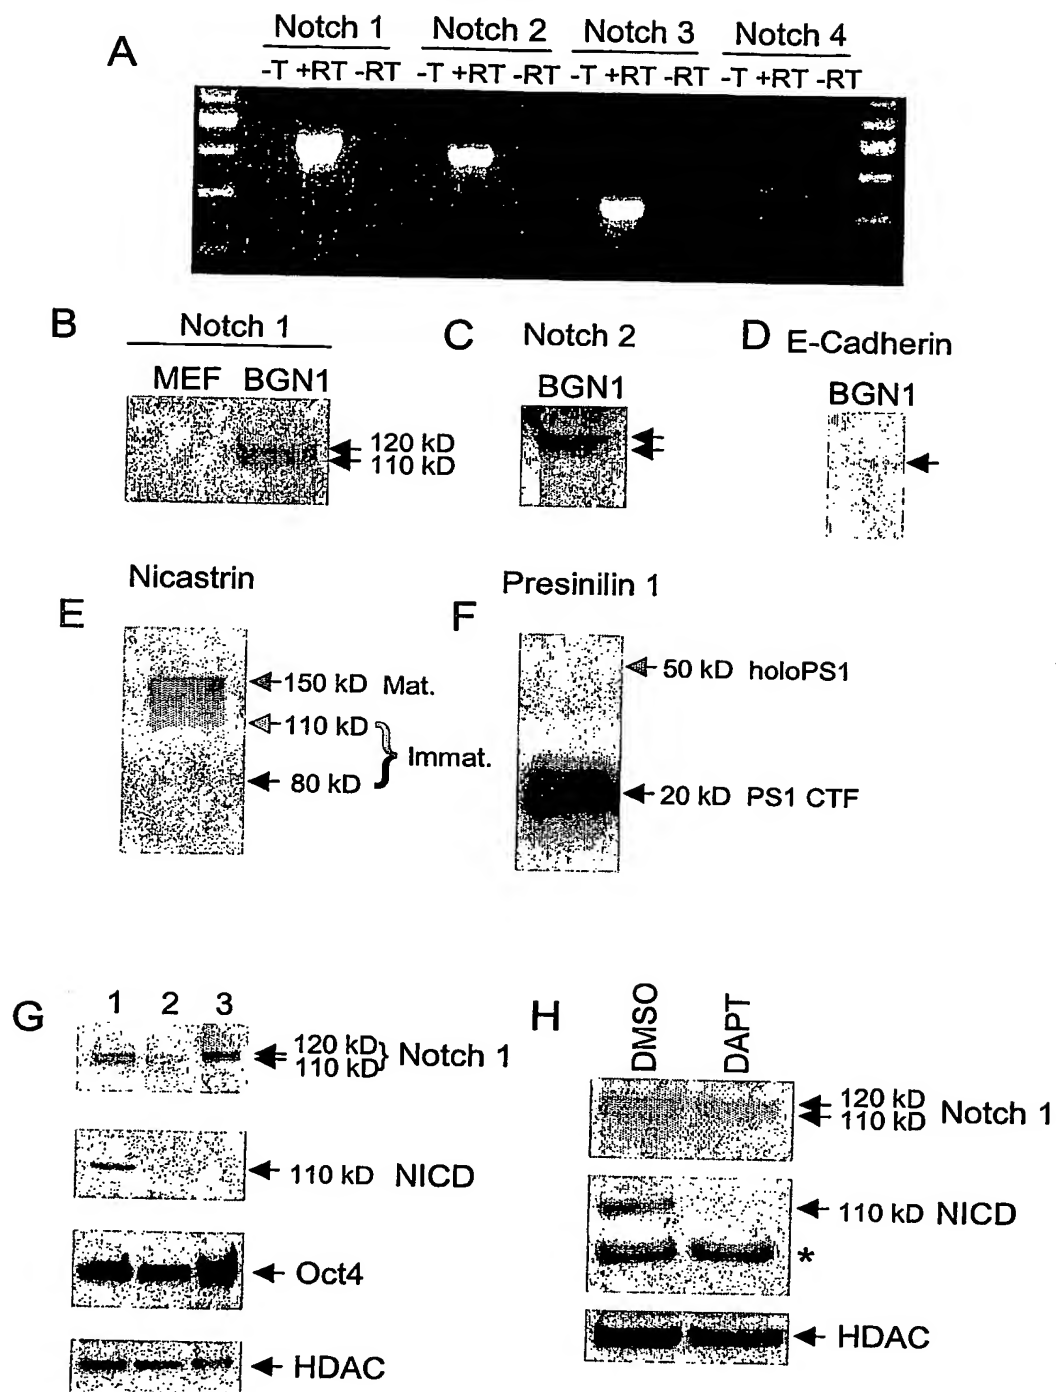 A
Notch 1 Notch 2 Notch 3 Notch 4
-T +RT -RT -T +RT -RT -T +RT -RT -T +RT -RT
B
Notch 1
MEF BGN1
120 kD
110 kD
C
Notch 2
BGN1
D E-Cadherin
BGN1
E
Nicastrin
150 kD Mat.
110 kD
80 kD
} Immat.
F
Presinilin 1
50 kD holoPS1
20 kD PS1 CTF
G
1 2 3
120 kD
110 kD
} Notch 1
110 kD NICD
Oct4
HDAC
H
DMSO
DAPT
120 kD
110 kD
Notch 1
110 kD NICD
*
HDAC